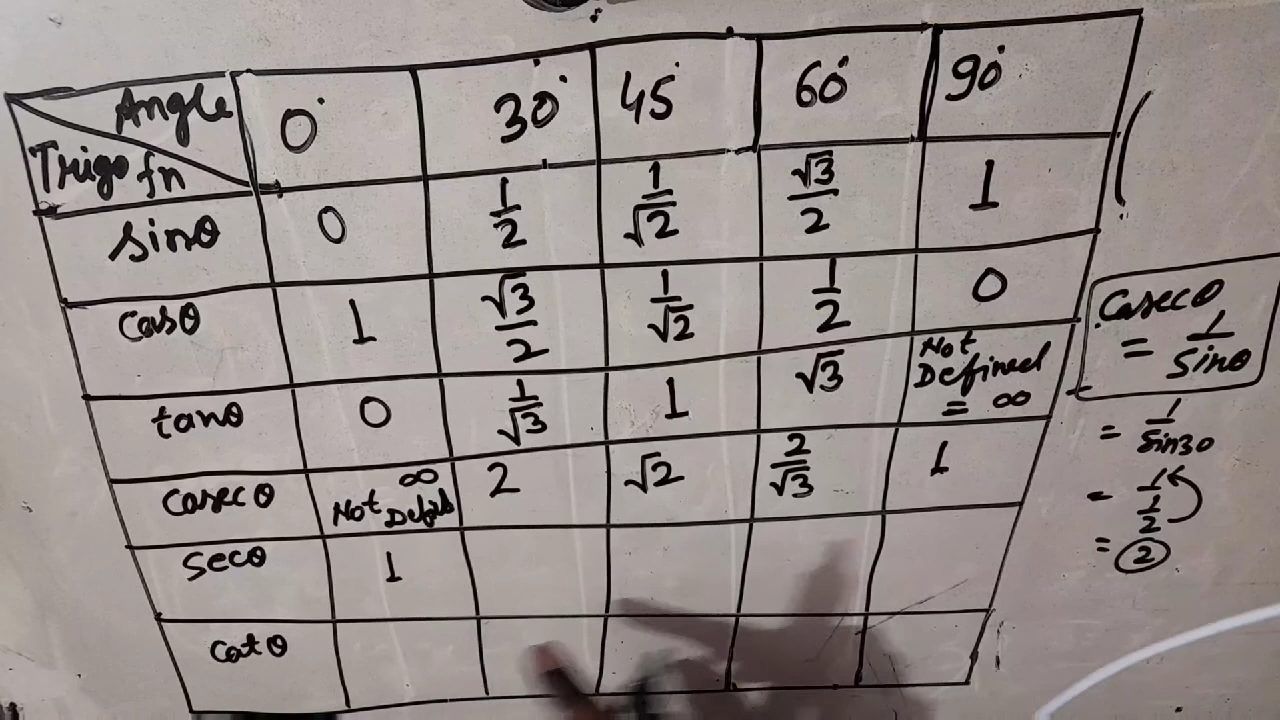 Angle 0° 30° 45° 60° 90°
Trigo fn
sinθ 0 1/2 1/√2 √3/2 1
cosθ 1 √3/2 1/√2 1/2 0
tanθ 0 1/√3 1 √3 Not Defined = ∞
cosecθ ∞ Not Defind 2 √2 2/√3 1
secθ 1
cotθ
cosecθ
= 1/sinθ
= 1/sin30
= 1/1/2
= 2